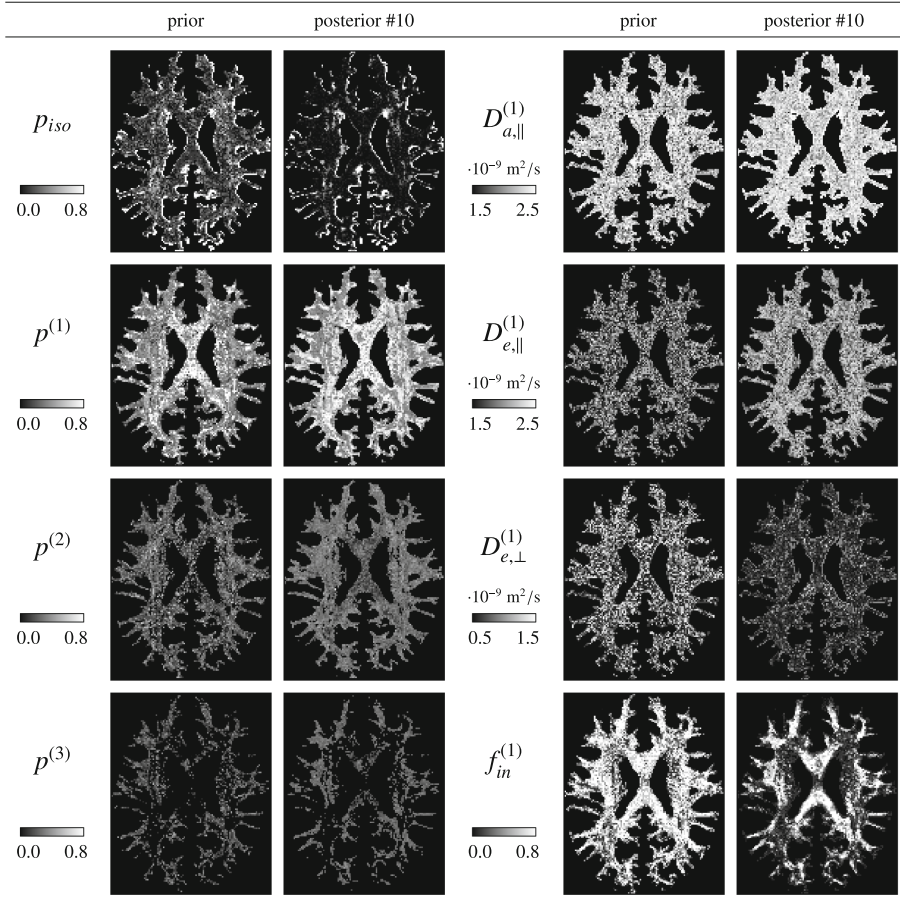 prior posterior #10 prior posterior #10
p_{iso}
0.0 0.8
D_{a,∥}^{(1)}
·10⁻⁹ m²/s
1.5 2.5
p^{(1)}
0.0 0.8
D_{e,∥}^{(1)}
·10⁻⁹ m²/s
1.5 2.5
p^{(2)}
0.0 0.8
D_{e,⊥}^{(1)}
·10⁻⁹ m²/s
0.5 1.5
p^{(3)}
0.0 0.8
f_{in}^{(1)}
0.0 0.8